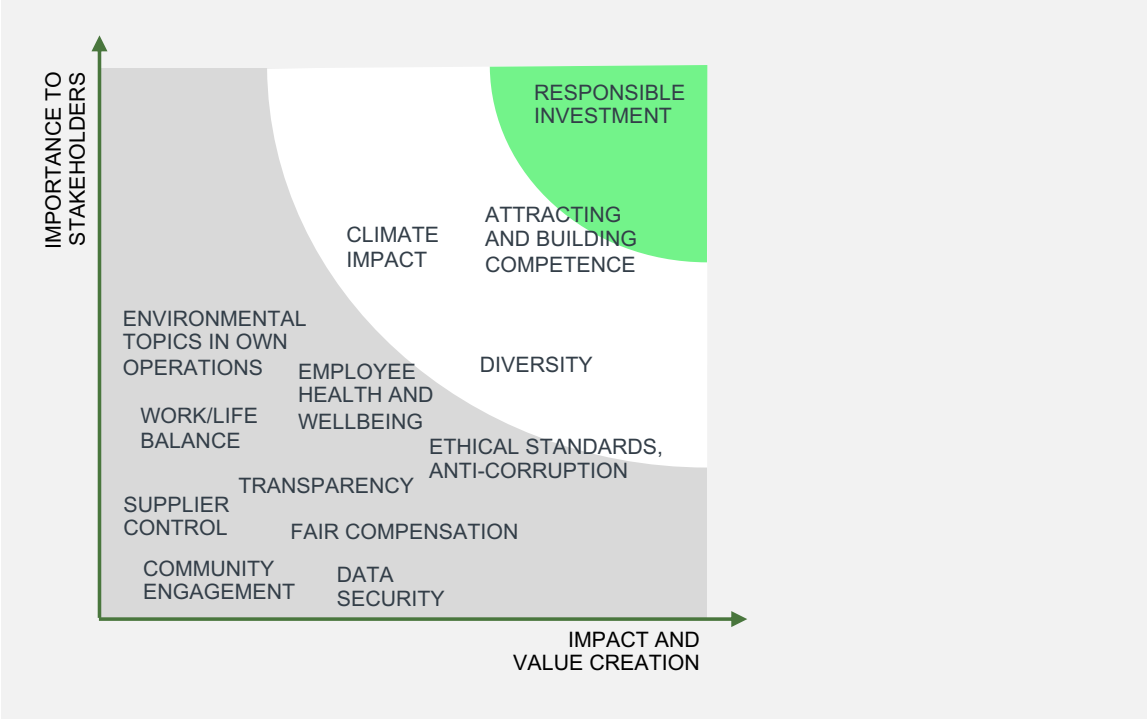 IMPORTANCE TO
STAKEHOLDERS
RESPONSIBLE
INVESTMENT
ATTRACTING
AND BUILDING
COMPETENCE
CLIMATE
IMPACT
ENVIRONMENTAL
TOPICS IN OWN
OPERATIONS
DIVERSITY
EMPLOYEE
HEALTH AND
WELLBEING
WORK/LIFE
BALANCE
ETHICAL STANDARDS,
ANTI-CORRUPTION
TRANSPARENCY
SUPPLIER
CONTROL
FAIR COMPENSATION
COMMUNITY
ENGAGEMENT
DATA
SECURITY
IMPACT AND
VALUE CREATION